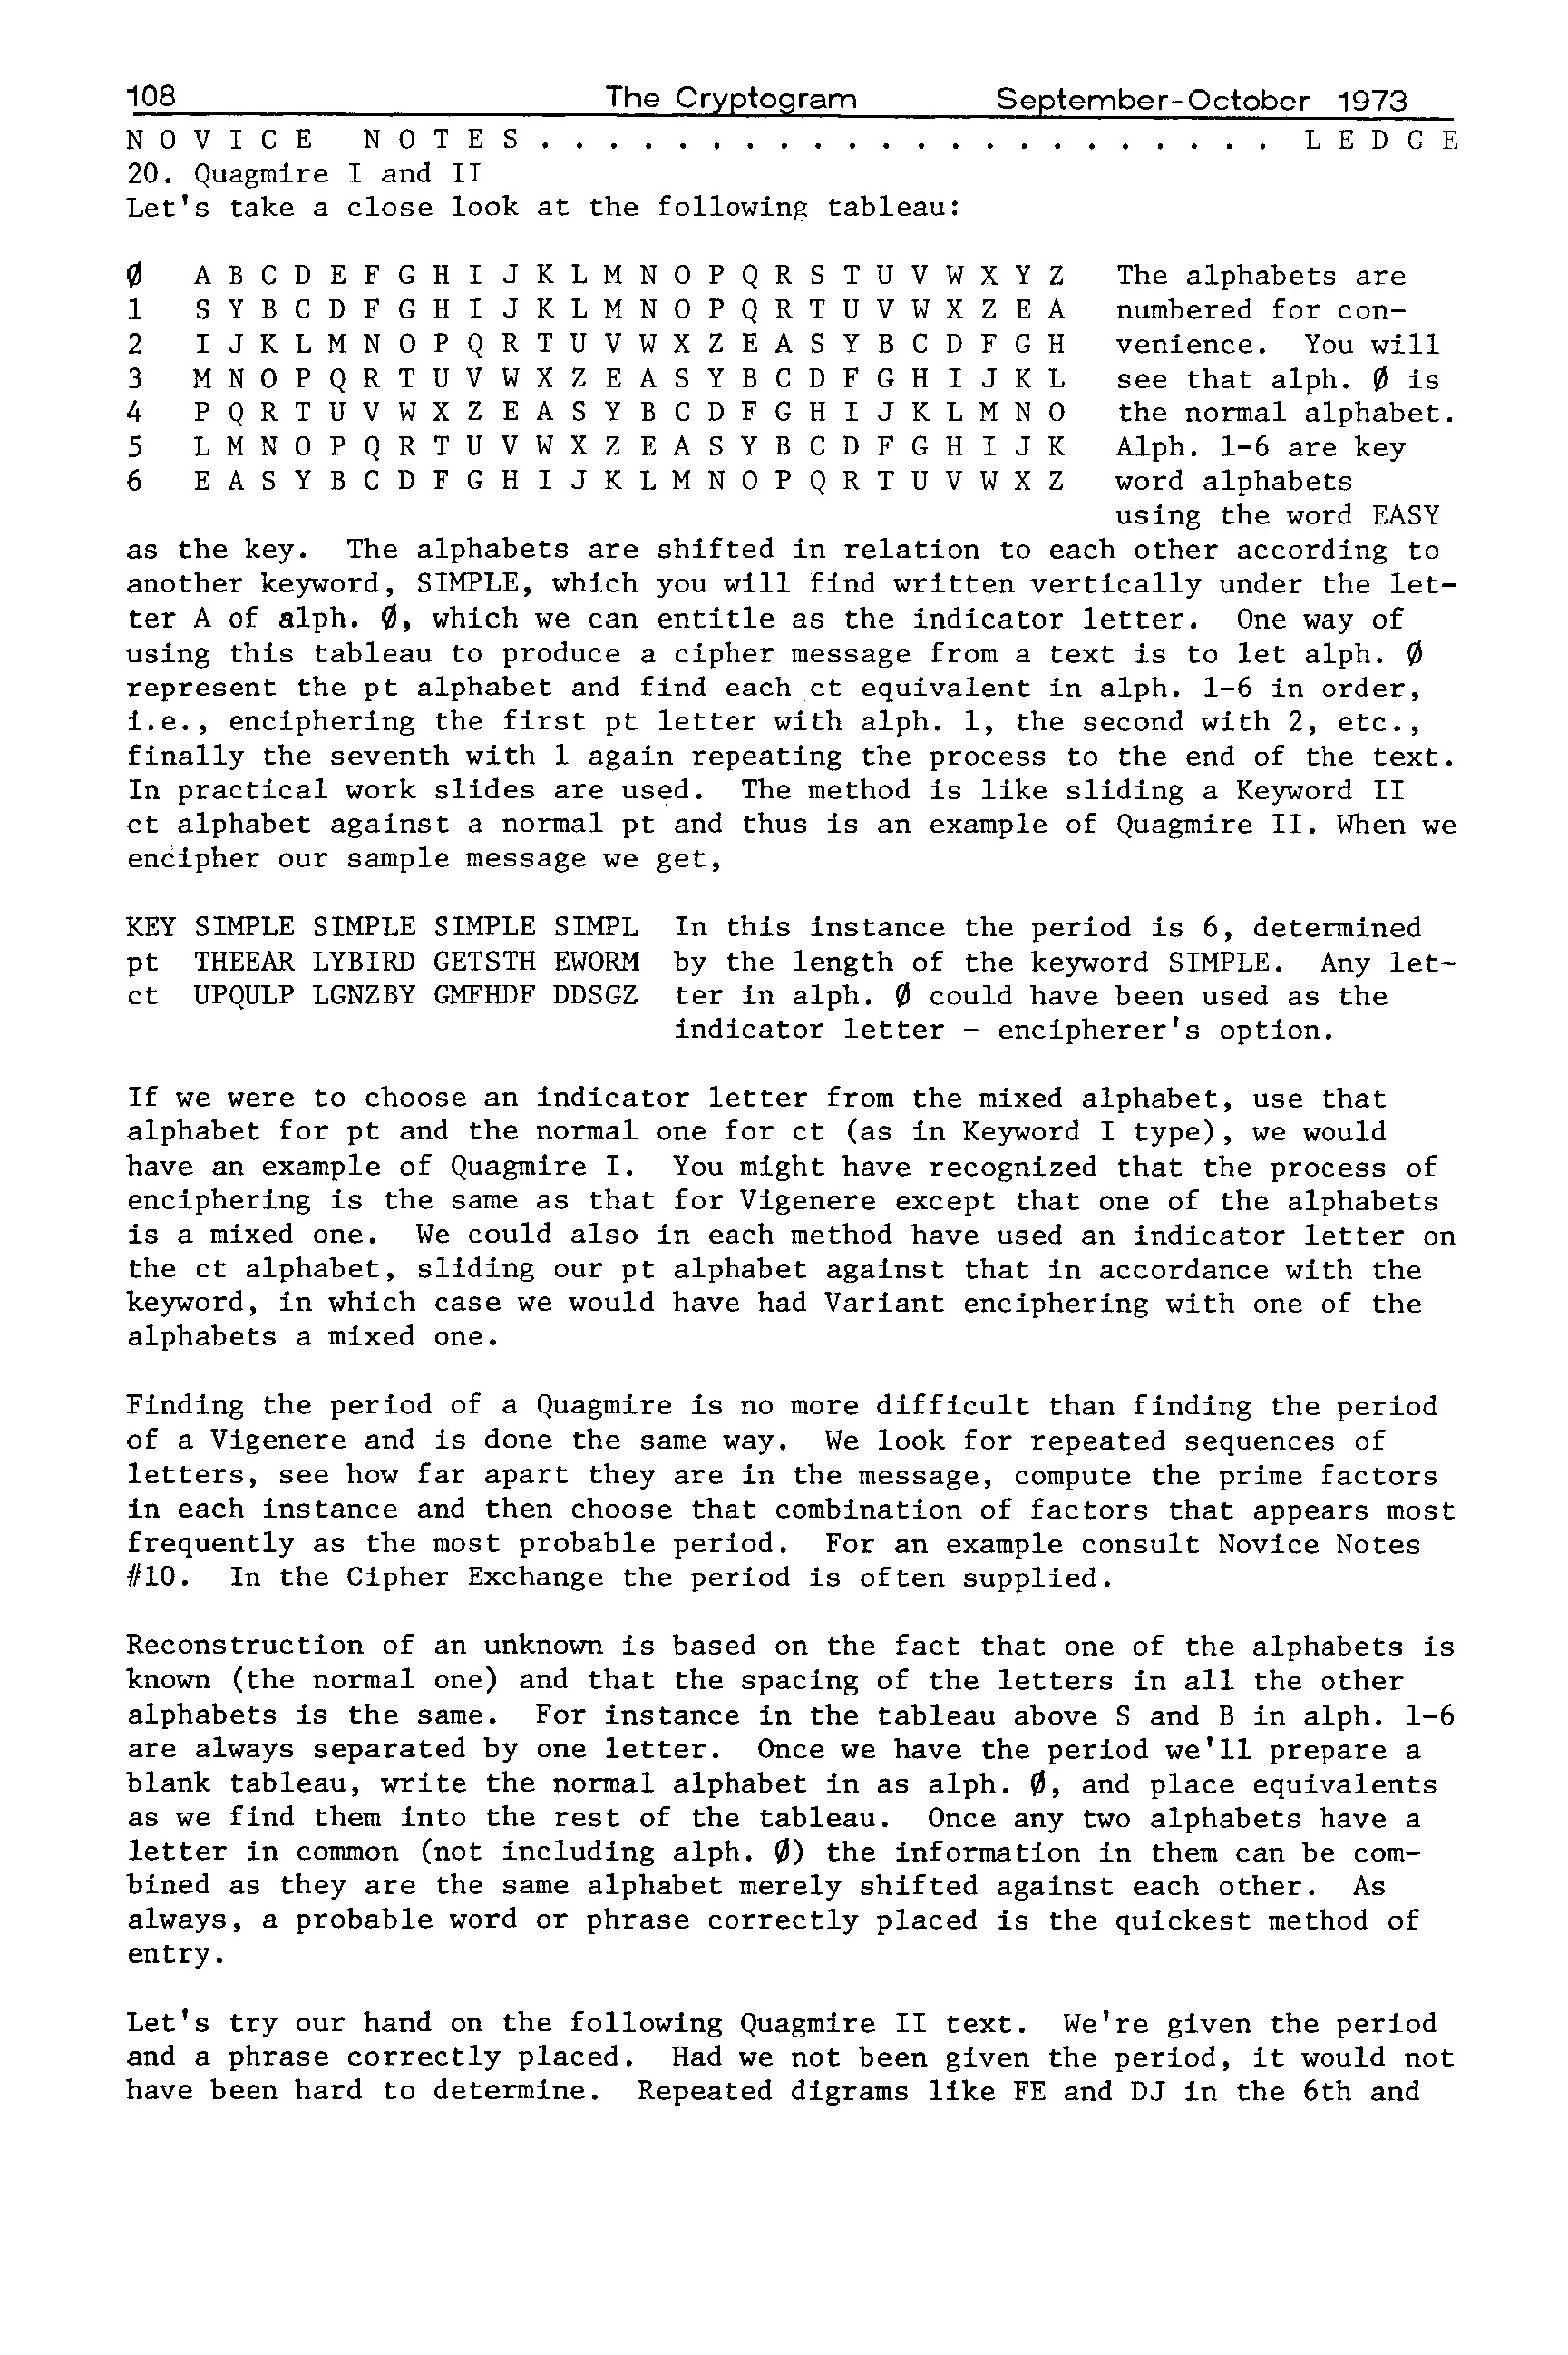 108 The Cryptogram September-October 1973
N O V I C E N O T E S . . . . . . . . . . . . . . . . . . . . . . L E D G E
20. Quagmire I and II
Let's take a close look at the following tableau:
Ø A B C D E F G H I J K L M N O P Q R S T U V W X Y Z The alphabets are
1 S Y B C D F G H I J K L M N O P Q R T U V W X Z E A numbered for con-
2 I J K L M N O P Q R T U V W X Z E A S Y B C D F G H venience. You will
3 M N O P Q R T U V W X Z E A S Y B C D F G H I J K L see that alph. Ø is
4 P Q R T U V W X Z E A S Y B C D F G H I J K L M N O the normal alphabet.
5 L M N O P Q R T U V W X Z E A S Y B C D F G H I J K Alph. 1-6 are key
6 E A S Y B C D F G H I J K L M N O P Q R T U V W X Z word alphabets
using the word EASY
as the key. The alphabets are shifted in relation to each other according to
another keyword, SIMPLE, which you will find written vertically under the let-
ter A of alph. Ø, which we can entitle as the indicator letter. One way of
using this tableau to produce a cipher message from a text is to let alph. Ø
represent the pt alphabet and find each ct equivalent in alph. 1-6 in order,
i.e., enciphering the first pt letter with alph. 1, the second with 2, etc.,
finally the seventh with 1 again repeating the process to the end of the text.
In practical work slides are used. The method is like sliding a Keyword II
ct alphabet against a normal pt and thus is an example of Quagmire II. When we
encipher our sample message we get,
KEY SIMPLE SIMPLE SIMPLE SIMPL In this instance the period is 6, determined
pt THEEAR LYBIRD GETSTH EWORM by the length of the keyword SIMPLE. Any let-
ct UPQULP LGNZBY GMFHDF DDSGZ ter in alph. Ø could have been used as the
indicator letter - encipherer's option.
If we were to choose an indicator letter from the mixed alphabet, use that
alphabet for pt and the normal one for ct (as in Keyword I type), we would
have an example of Quagmire I. You might have recognized that the process of
enciphering is the same as that for Vigenere except that one of the alphabets
is a mixed one. We could also in each method have used an indicator letter on
the ct alphabet, sliding our pt alphabet against that in accordance with the
keyword, in which case we would have had Variant enciphering with one of the
alphabets a mixed one.
Finding the period of a Quagmire is no more difficult than finding the period
of a Vigenere and is done the same way. We look for repeated sequences of
letters, see how far apart they are in the message, compute the prime factors
in each instance and then choose that combination of factors that appears most
frequently as the most probable period. For an example consult Novice Notes
#10. In the Cipher Exchange the period is often supplied.
Reconstruction of an unknown is based on the fact that one of the alphabets is
known (the normal one) and that the spacing of the letters in all the other
alphabets is the same. For instance in the tableau above S and B in alph. 1-6
are always separated by one letter. Once we have the period we'll prepare a
blank tableau, write the normal alphabet in as alph. Ø, and place equivalents
as we find them into the rest of the tableau. Once any two alphabets have a
letter in common (not including alph. Ø) the information in them can be com-
bined as they are the same alphabet merely shifted against each other. As
always, a probable word or phrase correctly placed is the quickest method of
entry.
Let's try our hand on the following Quagmire II text. We're given the period
and a phrase correctly placed. Had we not been given the period, it would not
have been hard to determine. Repeated digrams like FE and DJ in the 6th and